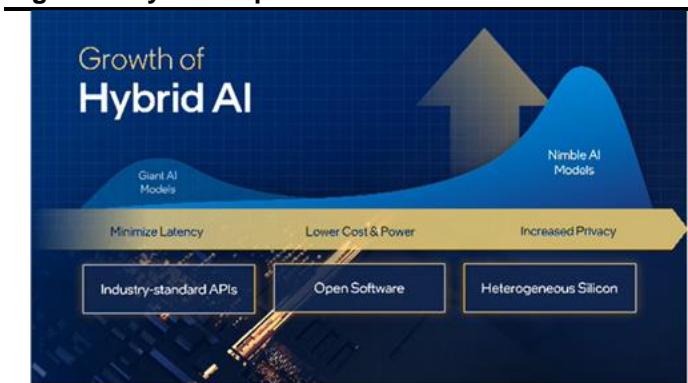 Growth of
Hybrid AI
Giant AI
Models
Nimble AI
Models
Minimize Latency
Lower Cost & Power
Increased Privacy
Industry-standard APIs
Open Software
Heterogeneous Silicon